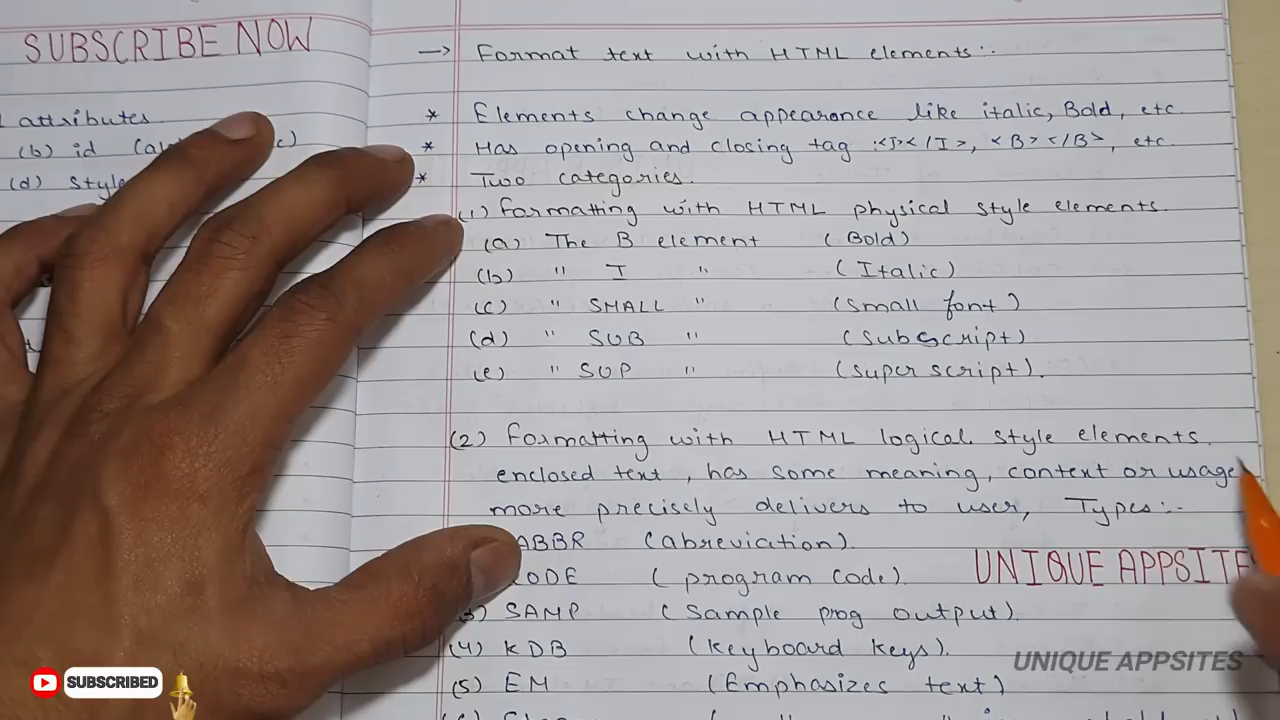 SUBSCRIBE NOW
attributes
(b) id c)
(d) style
→ Format text with HTML elements :-
* Elements change appearance like italic, Bold, etc.
* Has opening and closing tag :<I></I>, <B></B>, etc.
* Two categories.
(1) Formatting with HTML physical style elements.
(a) The B element (Bold)
(b) " I " (Italic)
(c) " SMALL " (Small font)
(d) " SUB " (Subscript)
(e) " SUP " (Super script).
(2) Formatting with HTML logical style elements.
enclosed text, has some meaning, context or usage
more precisely delivers to user, Types :-
ABBR (abreviation).
CODE (program code)
(3) SAMP (Sample prog output).
(4) KDB (Keyboard keys).
(5) EM (Emphasizes text)
UNIQUE APPSITE
UNIQUE APPSITES
SUBSCRIBED